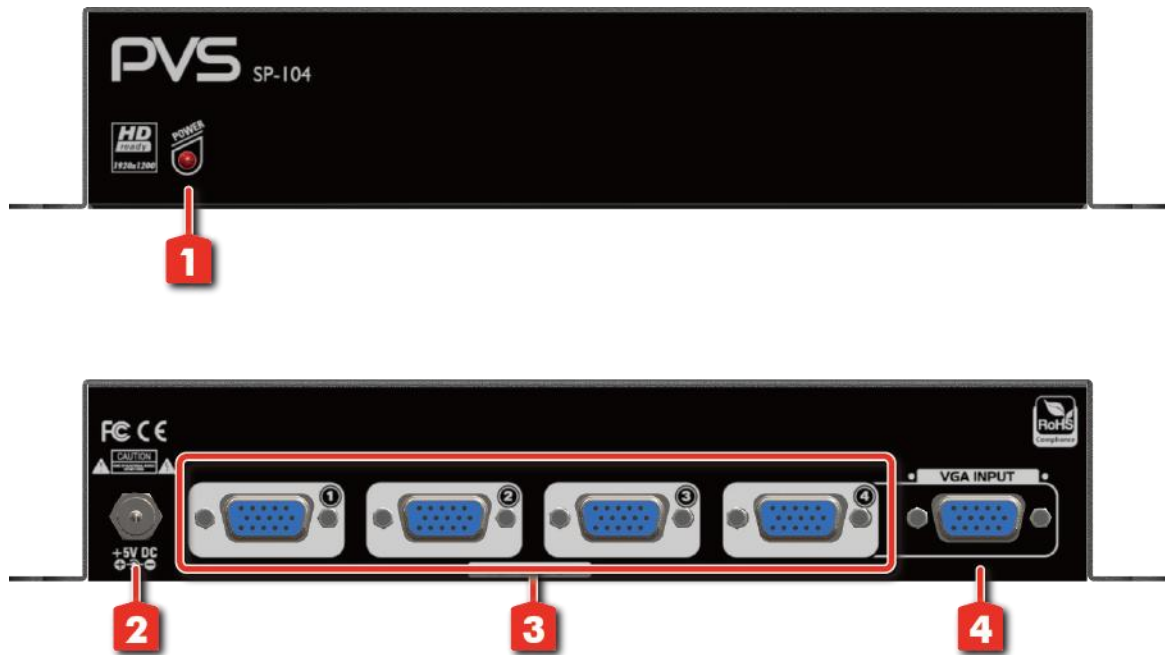 PVS SP-104
HD
ready
1920x1200
POWER
1
FC CE
CAUTION
RoHS
Compliance
VGA INPUT
1 2 3 4
+5V DC
2 3 4